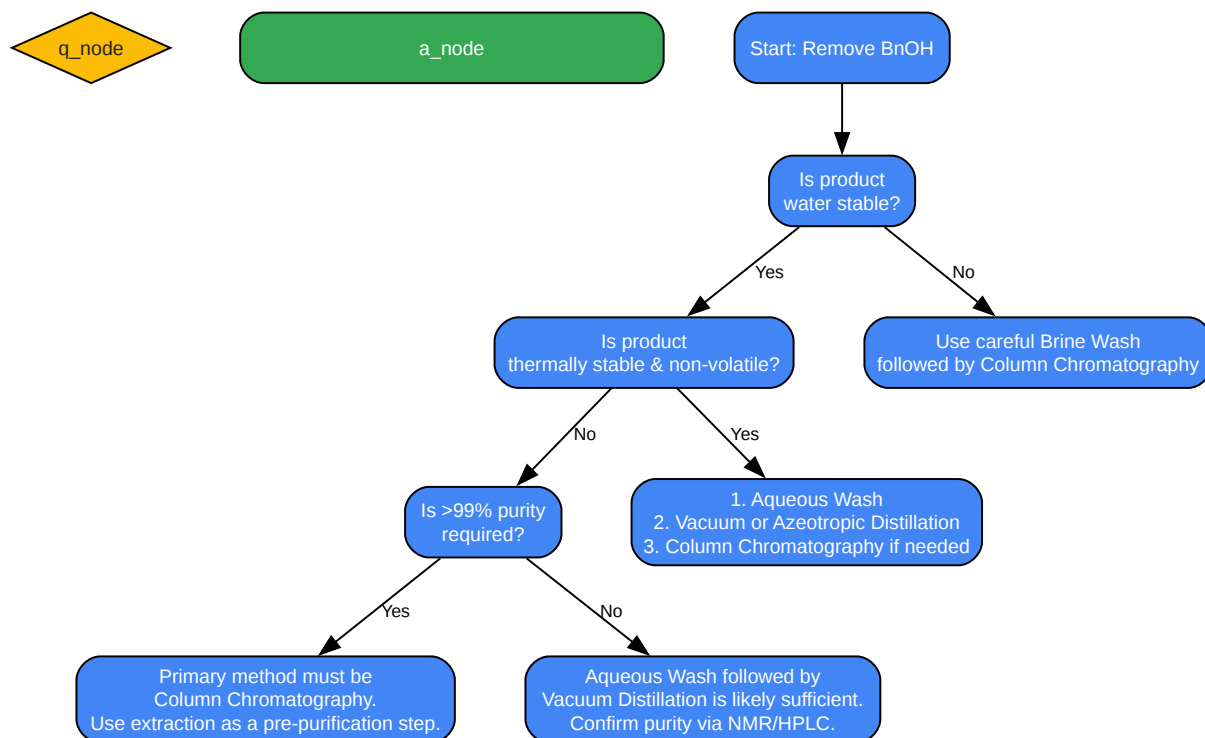 q_node
a_node
Start: Remove BnOH
Is product
water stable?
Yes
No
Is product
thermally stable & non-volatile?
Use careful Brine Wash
followed by Column Chromatography
No
Yes
Is >99% purity
required?
1. Aqueous Wash
2. Vacuum or Azeotropic Distillation
3. Column Chromatography if needed
Yes
No
Primary method must be
Column Chromatography.
Use extraction as a pre-purification step.
Aqueous Wash followed by
Vacuum Distillation is likely sufficient.
Confirm purity via NMR/HPLC.